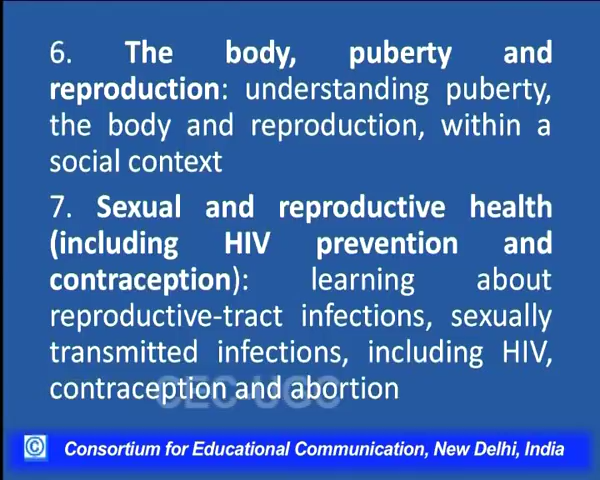 6. The body, puberty and
reproduction: understanding puberty,
the body and reproduction, within a
social context
7. Sexual and reproductive health
(including HIV prevention and
contraception): learning about
reproductive-tract infections, sexually
transmitted infections, including HIV,
contraception and abortion
CEC-UGC
© Consortium for Educational Communication, New Delhi, India